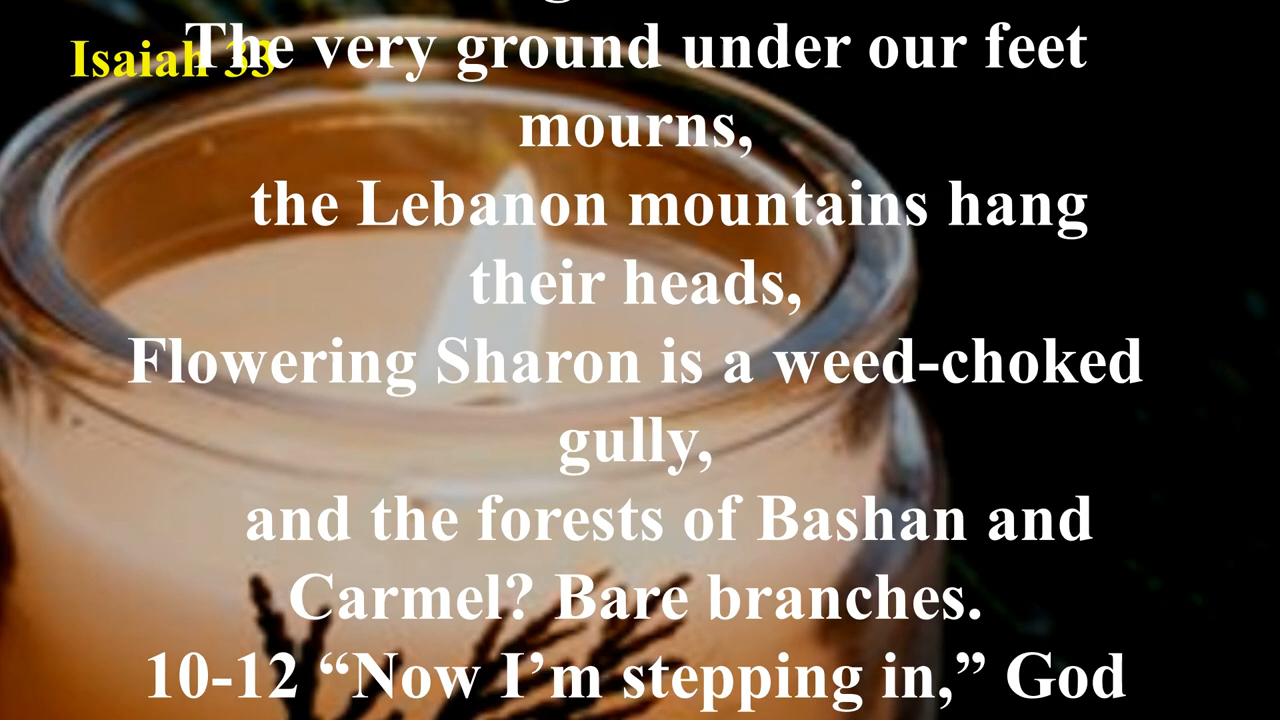 Isaiah 33
The very ground under our feet
mourns,
the Lebanon mountains hang
their heads,
Flowering Sharon is a weed-choked
gully,
and the forests of Bashan and
Carmel? Bare branches.
10-12 “Now I’m stepping in,” God